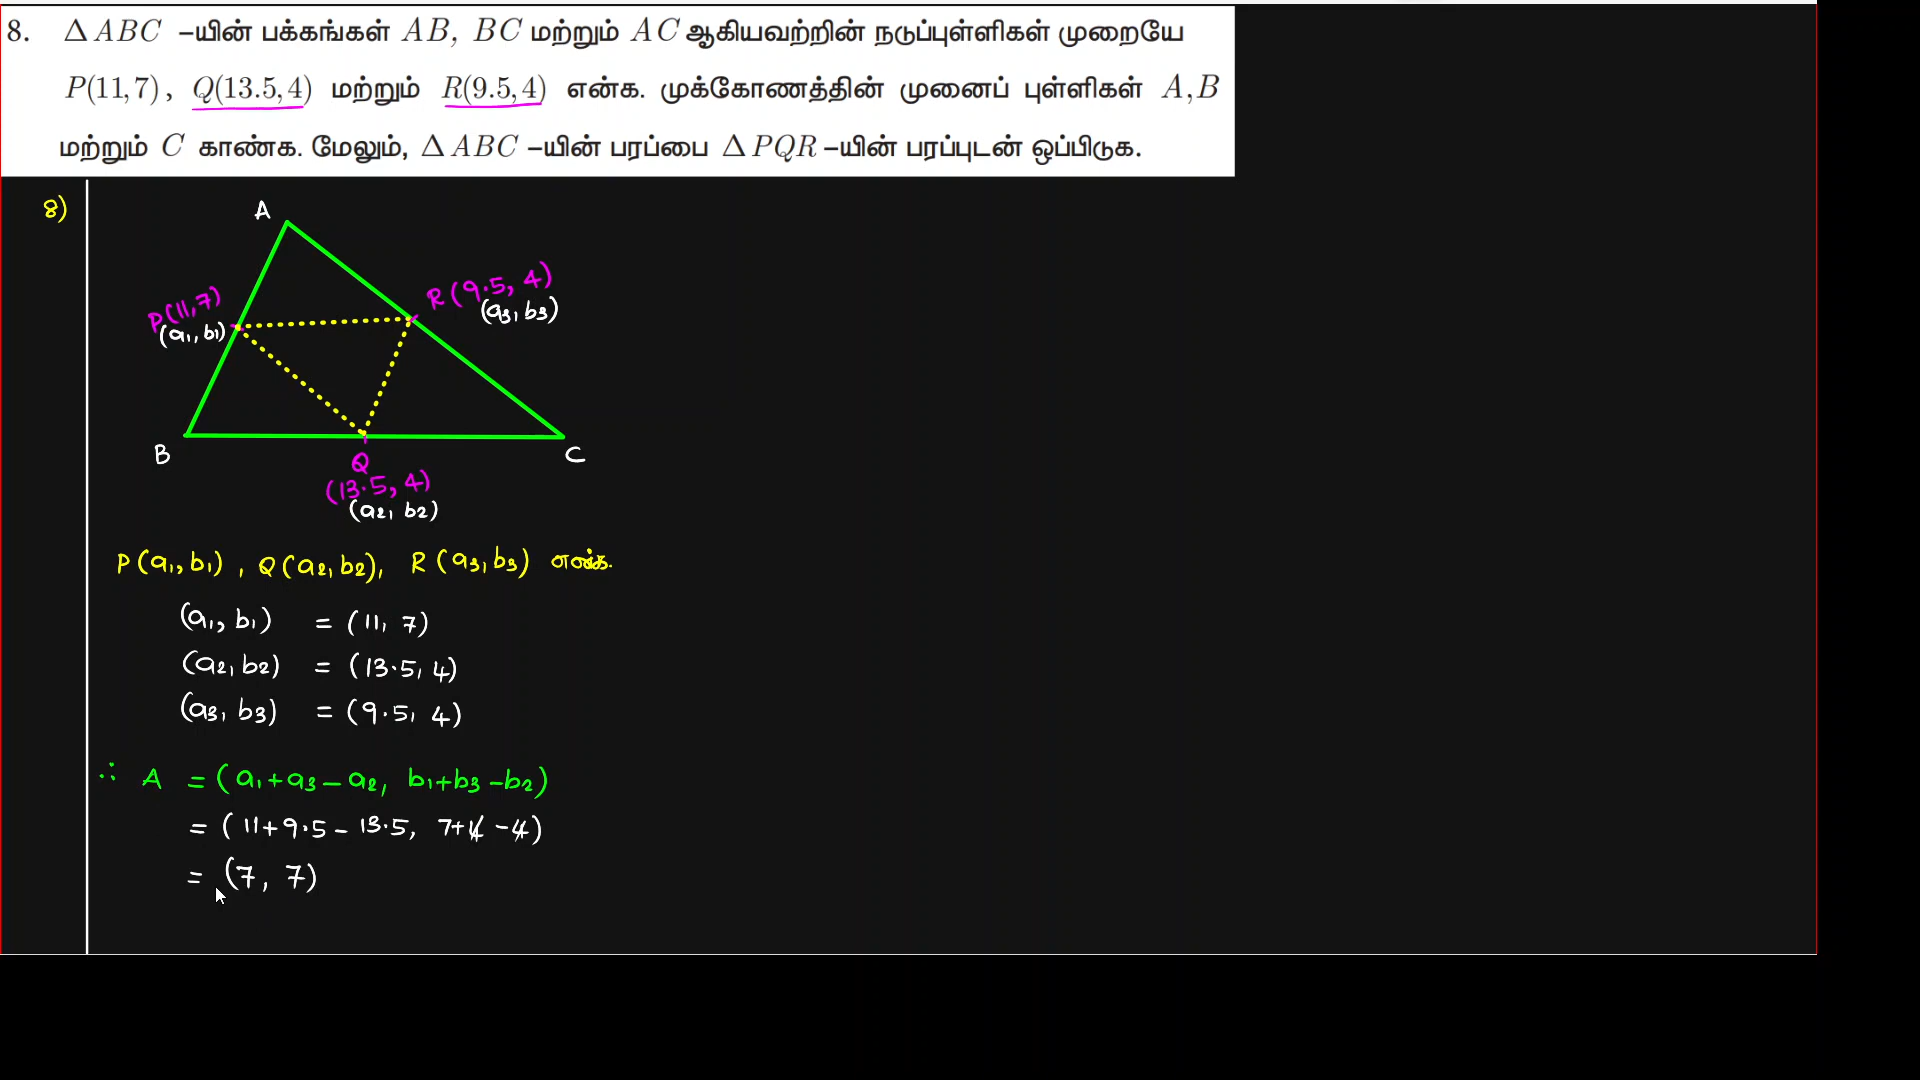 8. Δ ABC –யின் பக்கங்கள் AB, BC மற்றும் AC ஆகியவற்றின் நடுப்புள்ளிகள் முறையே
P(11,7), Q(13.5,4) மற்றும் R(9.5,4) என்க. முக்கோணத்தின் முனைப் புள்ளிகள் A,B
மற்றும் C காண்க. மேலும், Δ ABC –யின் பரப்பை Δ PQR –யின் பரப்புடன் ஒப்பிடுக.
8)
A
P(11,7)
(a₁, b₁)
R(9.5, 4)
(a₃, b₃)
B
C
Q
(13.5, 4)
(a₂, b₂)
P(a₁, b₁), Q(a₂, b₂), R(a₃, b₃) என்க.
(a₁, b₁) = (11, 7)
(a₂, b₂) = (13.5, 4)
(a₃, b₃) = (9.5, 4)
∴ A = (a₁+a₃–a₂, b₁+b₃–b₂)
= (11+9.5–13.5, 7+4–4)
= (7, 7)